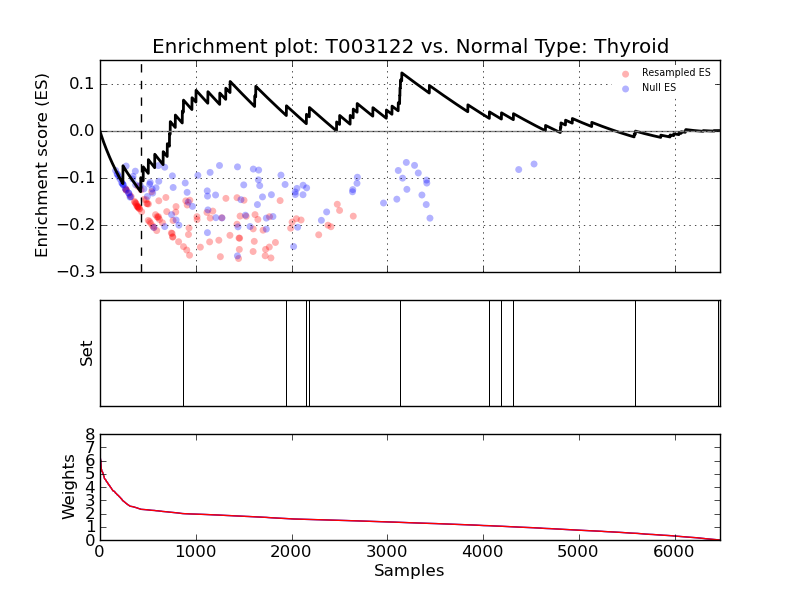 Enrichment plot: T003122 vs. Normal Type: Thyroid
Enrichment score (ES)
0.1
0.0
−0.1
−0.2
−0.3
Resampled ES
Null ES
Set
Weights
8
7
6
5
4
3
2
1
0
0 1000 2000 3000 4000 5000 6000
Samples